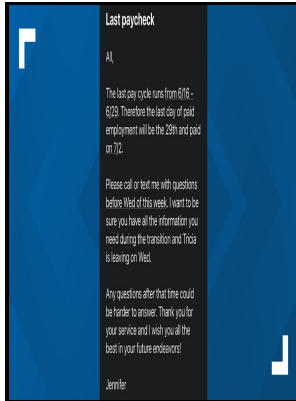 Last paycheck
All,
The last pay cycle runs from 6/16 -
6/29. Therefore the last day of paid
employment will be the 29th and paid
on 7/2.
Please call or text me with questions
before Wed of this week. I want to be
sure you have all the information you
need during the transition and Tricia
is leaving on Wed.
Any questions after that time could
be harder to answer. Thank you for
your service and I wish you all the
best in your future endeavors!
Jennifer